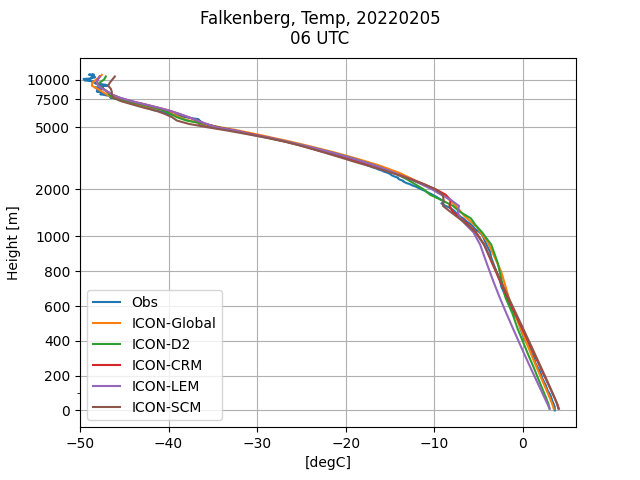 Falkenberg, Temp, 20220205
06 UTC
10000
7500
5000
2000
1000
800
600
400
200
0
Height [m]
Obs
ICON-Global
ICON-D2
ICON-CRM
ICON-LEM
ICON-SCM
−50 −40 −30 −20 −10 0
[degC]